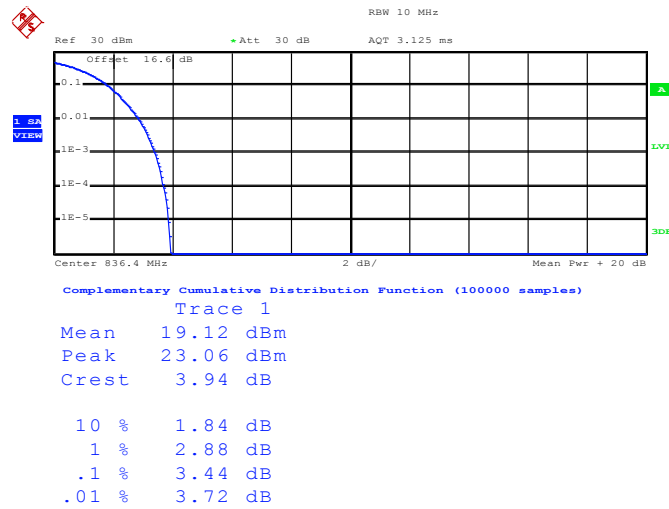 RBW 10 MHz
Ref 30 dBm * Att 30 dB AQT 3.125 ms
Offset 16.6 dB
0.1
A
0.01
1 SA
VIEW
1E-3
1E-4
1E-5
Center 836.4 MHz 2 dB/ Mean Pwr + 20 dB
Complementary Cumulative Distribution Function (100000 samples)
Trace 1
Mean 19.12 dBm
Peak 23.06 dBm
Crest 3.94 dB
10 % 1.84 dB
1 % 2.88 dB
.1 % 3.44 dB
.01 % 3.72 dB